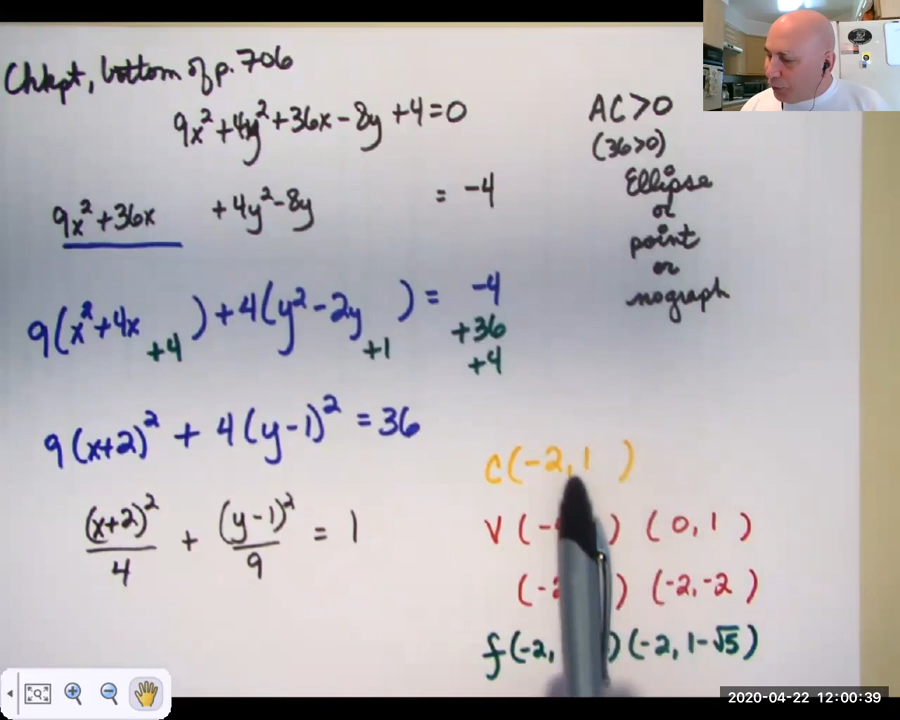 Chkpt, bottom of p.706
9x² + 4y² + 36x - 8y + 4 = 0
9x² + 36x + 4y² - 8y = -4
9(x² + 4x +4) + 4(y² - 2y +1) = -4
+36
+4
9(x+2)² + 4(y-1)² = 36
(x+2)²/4 + (y-1)²/9 = 1
AC > 0
(36 > 0)
Ellipse
or
point
or
nograph
C(-2, 1)
V(- ) (0, 1)
( ) (-2, -2)
f(-2, ) (-2, 1-√5)
2020-04-22 12:00:39